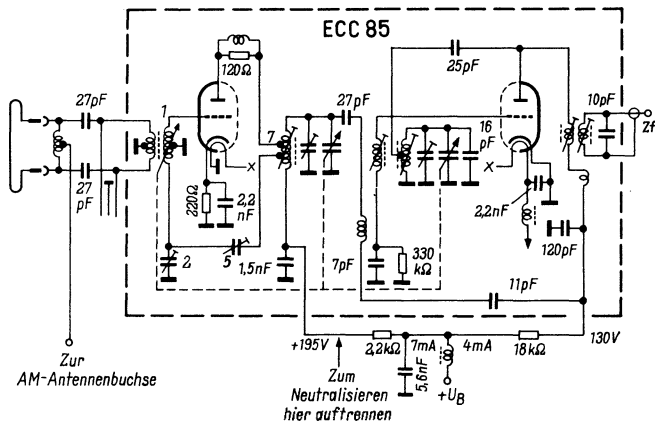 ECC 85
120Ω
25pF
27pF
1
7
27pF
16
pF
10pF
Zf
27
pF
x
x
220Ω
2,2
nF
2,2nF
120pF
2
5
1,5nF
7pF
330
kΩ
11pF
+195V
2,2kΩ
7mA
4mA
18kΩ
130V
5,6nF
+UB
Zur
AM-Antennenbuchse
Zum
Neutralisieren
hier auftrennen